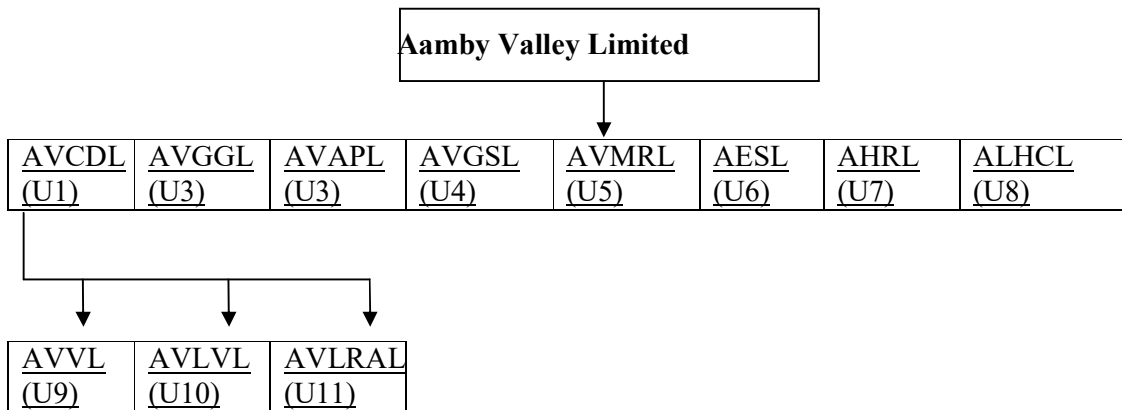 Aamby Valley Limited
AVCDL AVGGL AVAPL AVGSL AVMRL AESL AHRL ALHCL
(U1) (U3) (U3) (U4) (U5) (U6) (U7) (U8)
AVVL AVLVL AVLRAL
(U9) (U10) (U11)